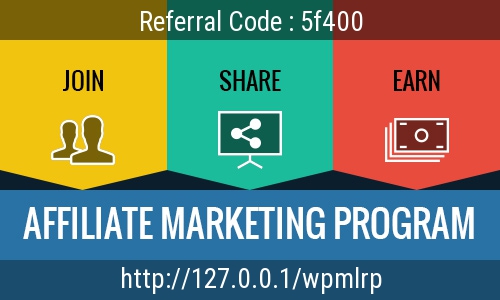 Referral Code : 5f400
JOIN SHARE EARN
AFFILIATE MARKETING PROGRAM
http://127.0.0.1/wpmlrp